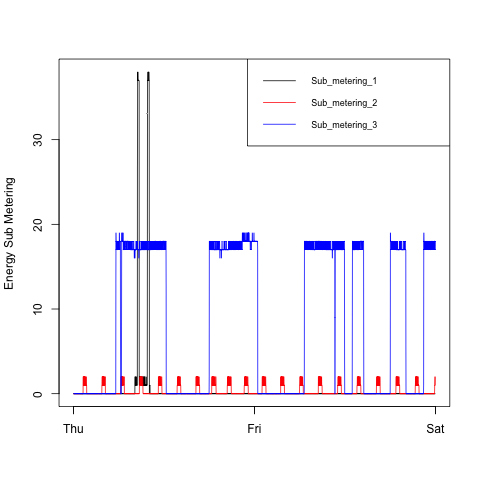 Sub_metering_1
Sub_metering_2
Sub_metering_3
Energy Sub Metering
30
20
10
0
Thu Fri Sat